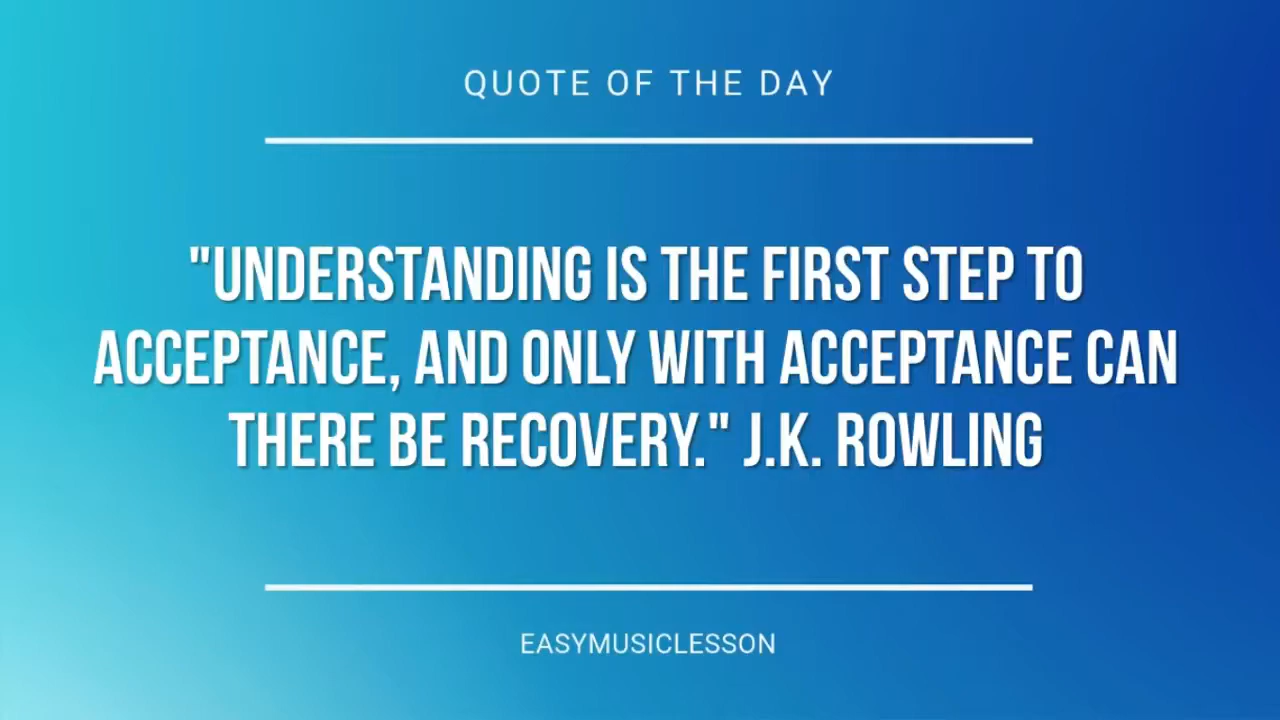 QUOTE OF THE DAY
"UNDERSTANDING IS THE FIRST STEP TO
ACCEPTANCE, AND ONLY WITH ACCEPTANCE CAN
THERE BE RECOVERY." J.K. ROWLING
EASYMUSICLESSON